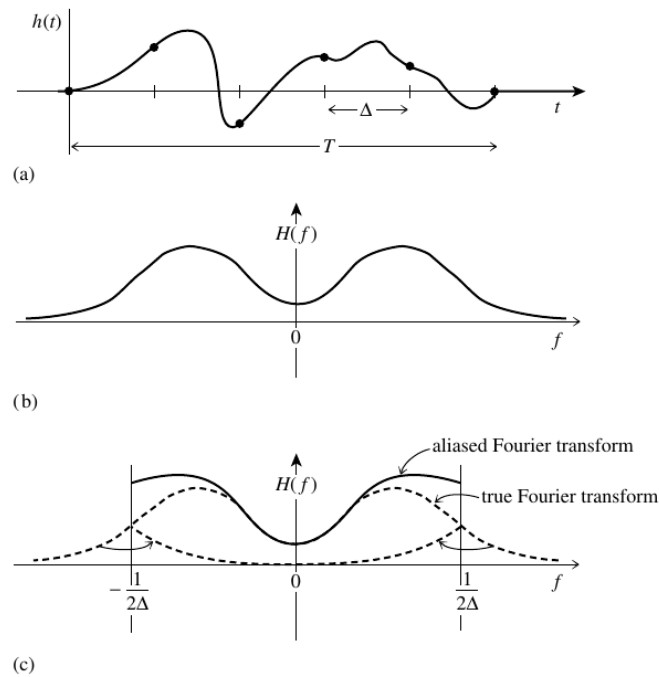 h(t)
Δ
t
T
(a)
H(f)
0
f
(b)
aliased Fourier transform
H(f)
true Fourier transform
0
f
− 1/2Δ
1/2Δ
(c)